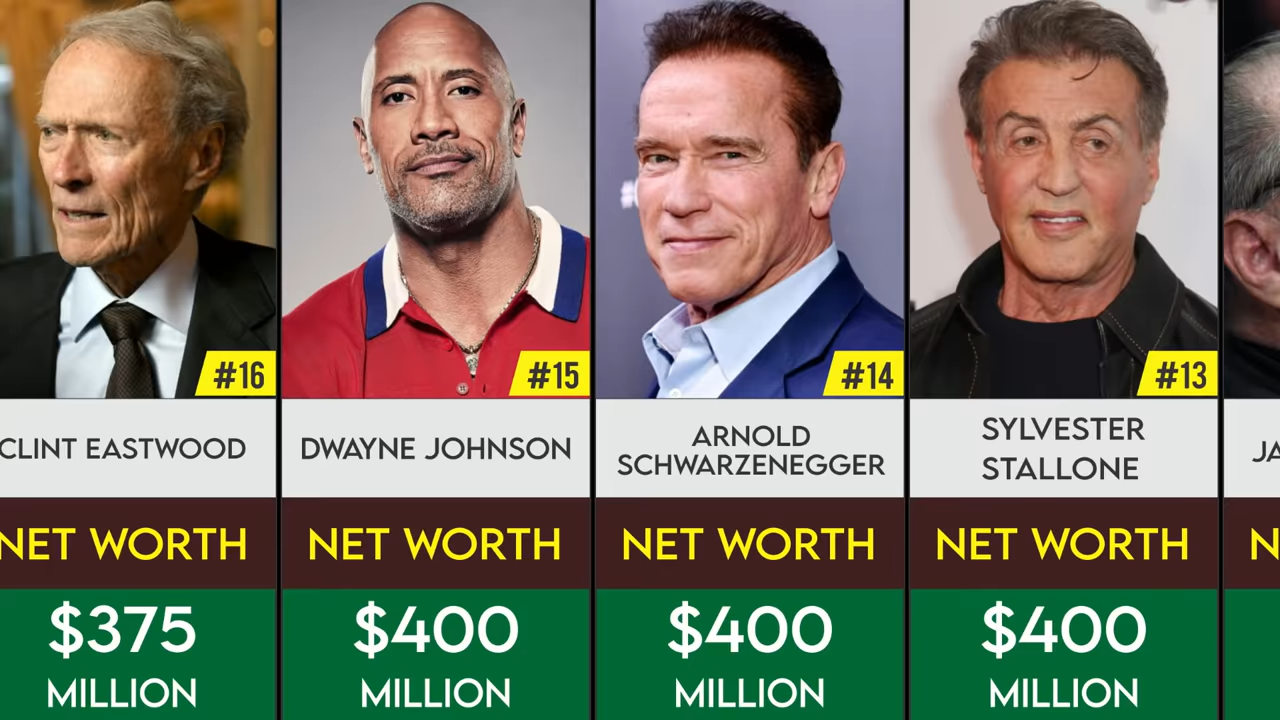 #16
CLINT EASTWOOD
NET WORTH
$375
MILLION
#15
DWAYNE JOHNSON
NET WORTH
$400
MILLION
#14
ARNOLD
SCHWARZENEGGER
NET WORTH
$400
MILLION
#13
SYLVESTER
STALLONE
NET WORTH
$400
MILLION